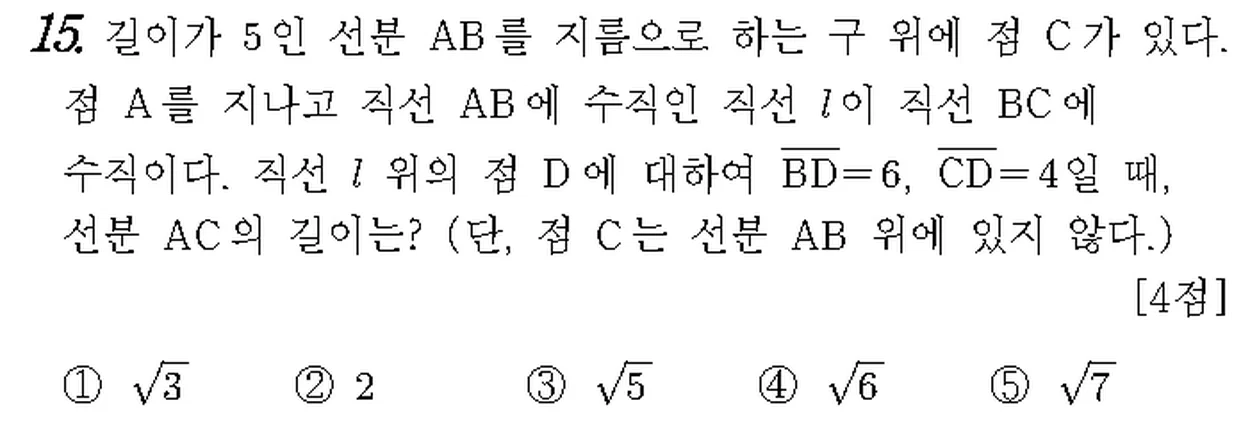 15. 길이가 5인 선분 AB를 지름으로 하는 구 위에 점 C가 있다.
점 A를 지나고 직선 AB에 수직인 직선 l이 직선 BC에
수직이다. 직선 l 위의 점 D에 대하여 \overline{BD}=6, \overline{CD}=4일 때,
선분 AC의 길이는? (단, 점 C는 선분 AB 위에 있지 않다.)
[4점]
① √3 ② 2 ③ √5 ④ √6 ⑤ √7